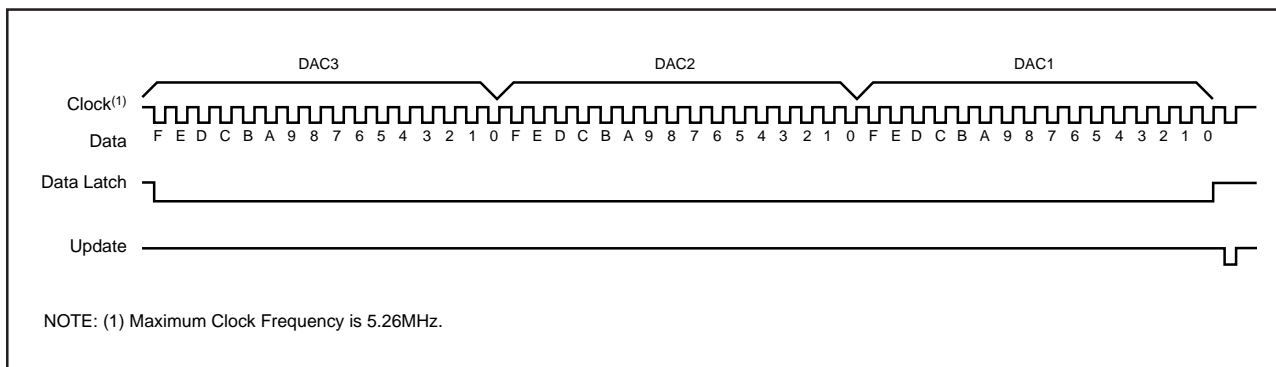 DAC3 DAC2 DAC1
Clock(1)
Data F E D C B A 9 8 7 6 5 4 3 2 1 0 F E D C B A 9 8 7 6 5 4 3 2 1 0 F E D C B A 9 8 7 6 5 4 3 2 1 0
Data Latch
Update
NOTE: (1) Maximum Clock Frequency is 5.26MHz.